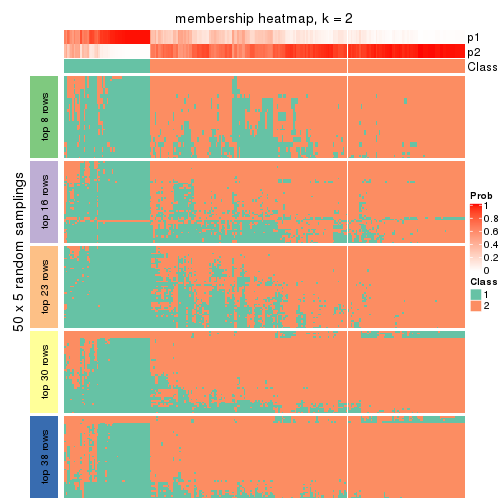 membership heatmap, k = 2
p1
p2
Class
50 x 5 random samplings
top 8 rows
top 16 rows
top 23 rows
top 30 rows
top 38 rows
Prob
1
0.8
0.6
0.4
0.2
0
Class
1
2